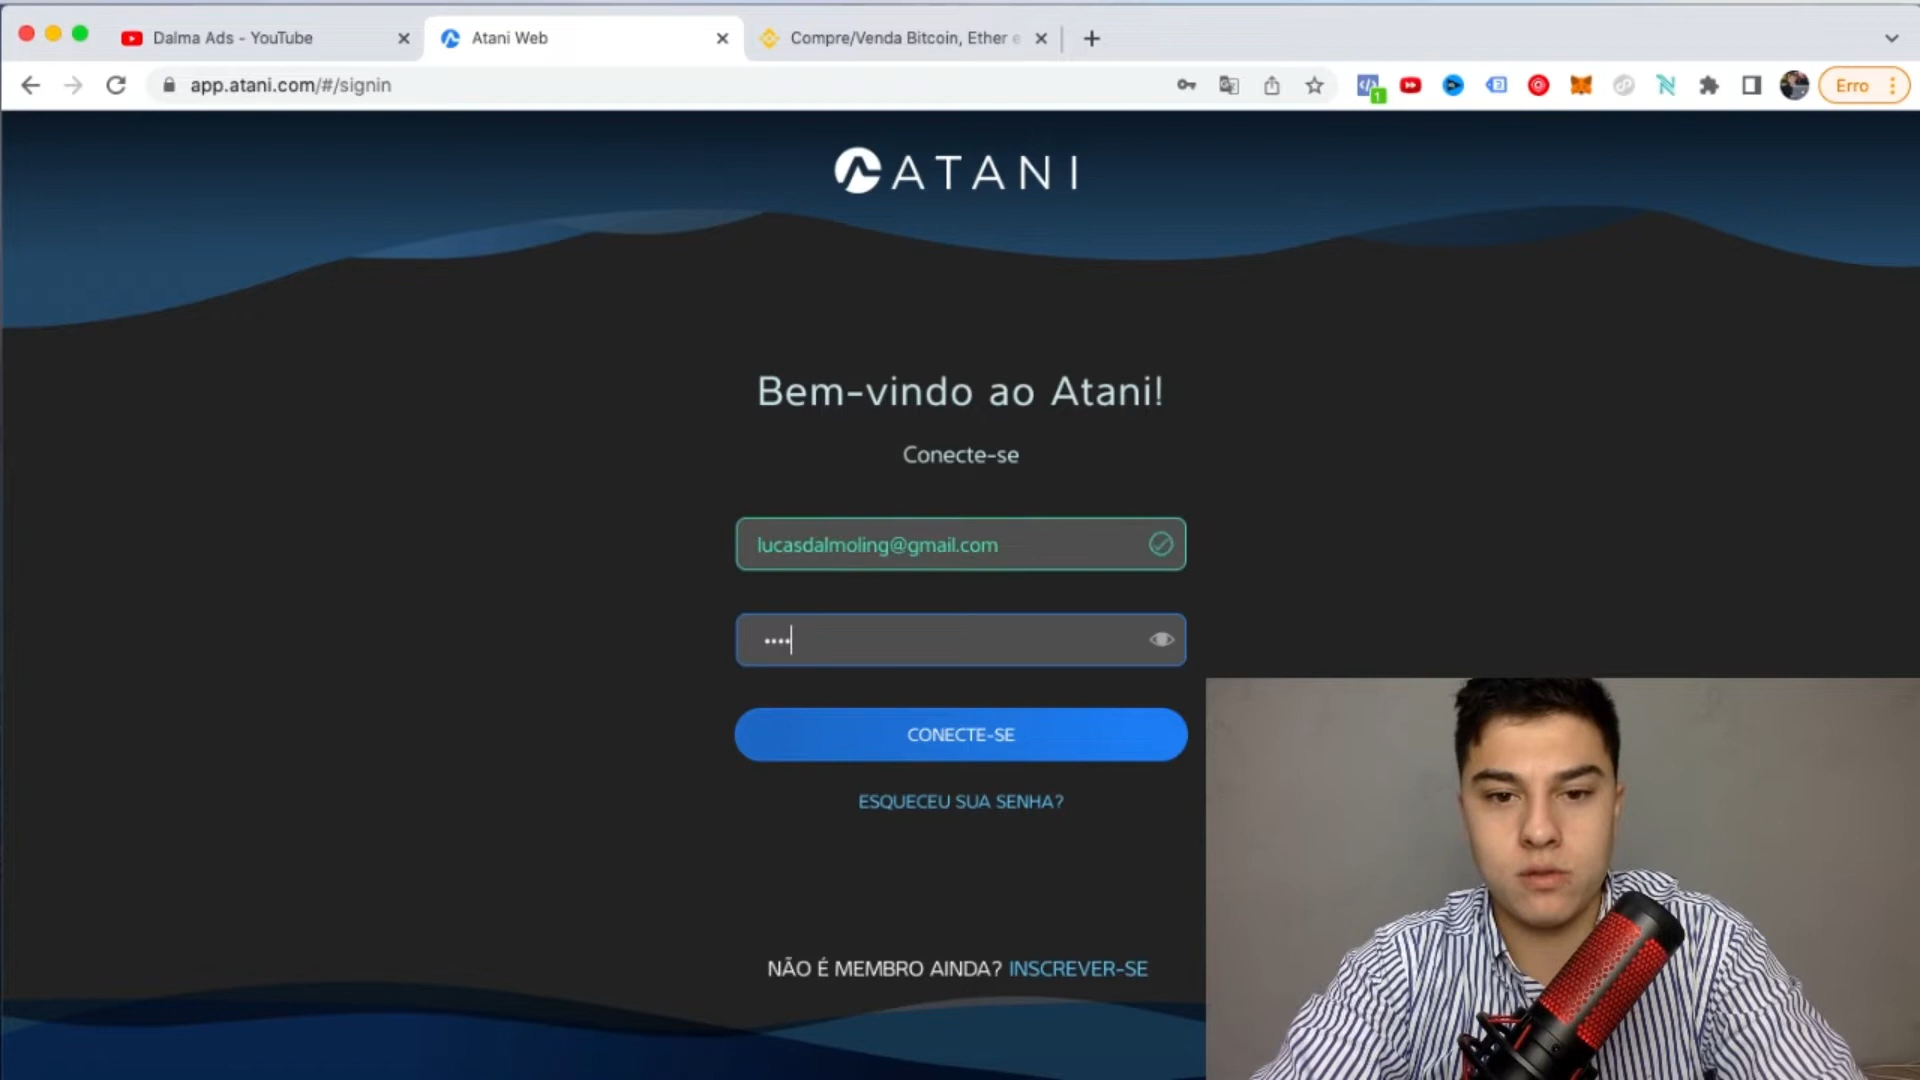 Dalma Ads - YouTube
Atani Web
Compre/Venda Bitcoin, Ether e
app.atani.com/#/signin
1
Erro
ATANI
Bem-vindo ao Atani!
Conecte-se
lucasdalmoling@gmail.com
••••
CONECTE-SE
ESQUECEU SUA SENHA?
NÃO É MEMBRO AINDA? INSCREVER-SE